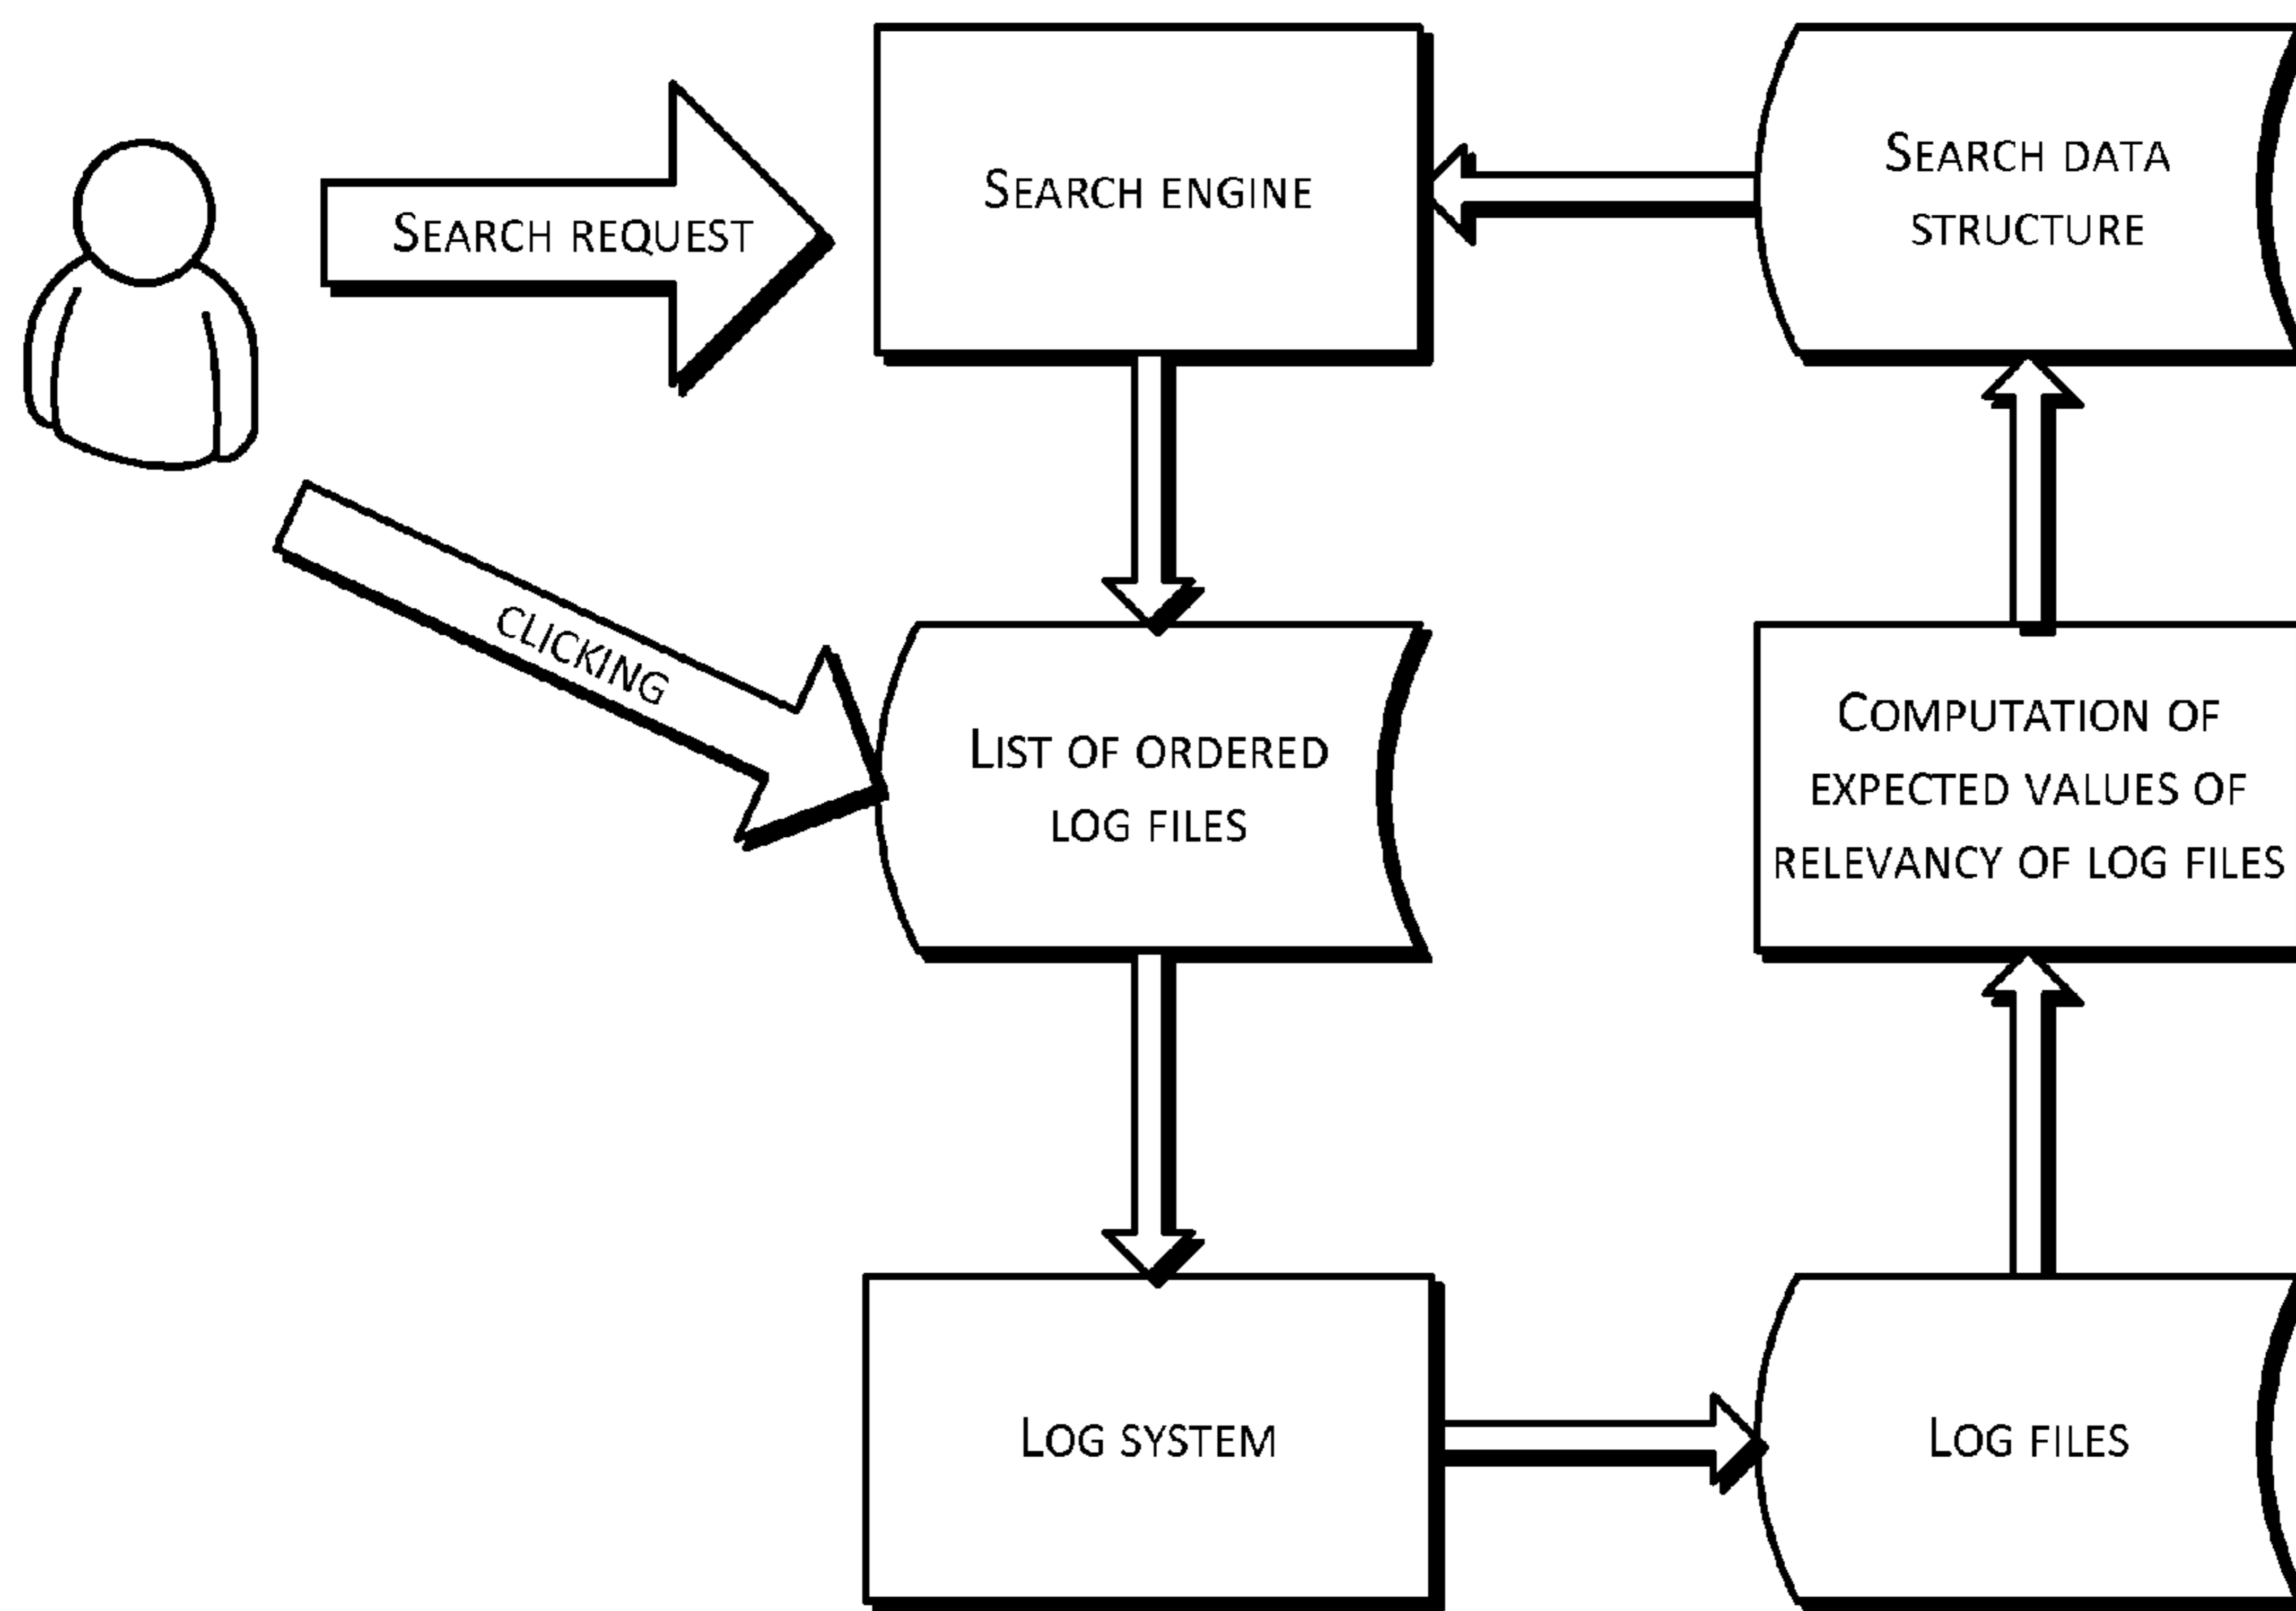 SEARCH REQUEST
SEARCH ENGINE
SEARCH DATA
STRUCTURE
CLICKING
LIST OF ORDERED
LOG FILES
COMPUTATION OF
EXPECTED VALUES OF
RELEVANCY OF LOG FILES
LOG SYSTEM
LOG FILES